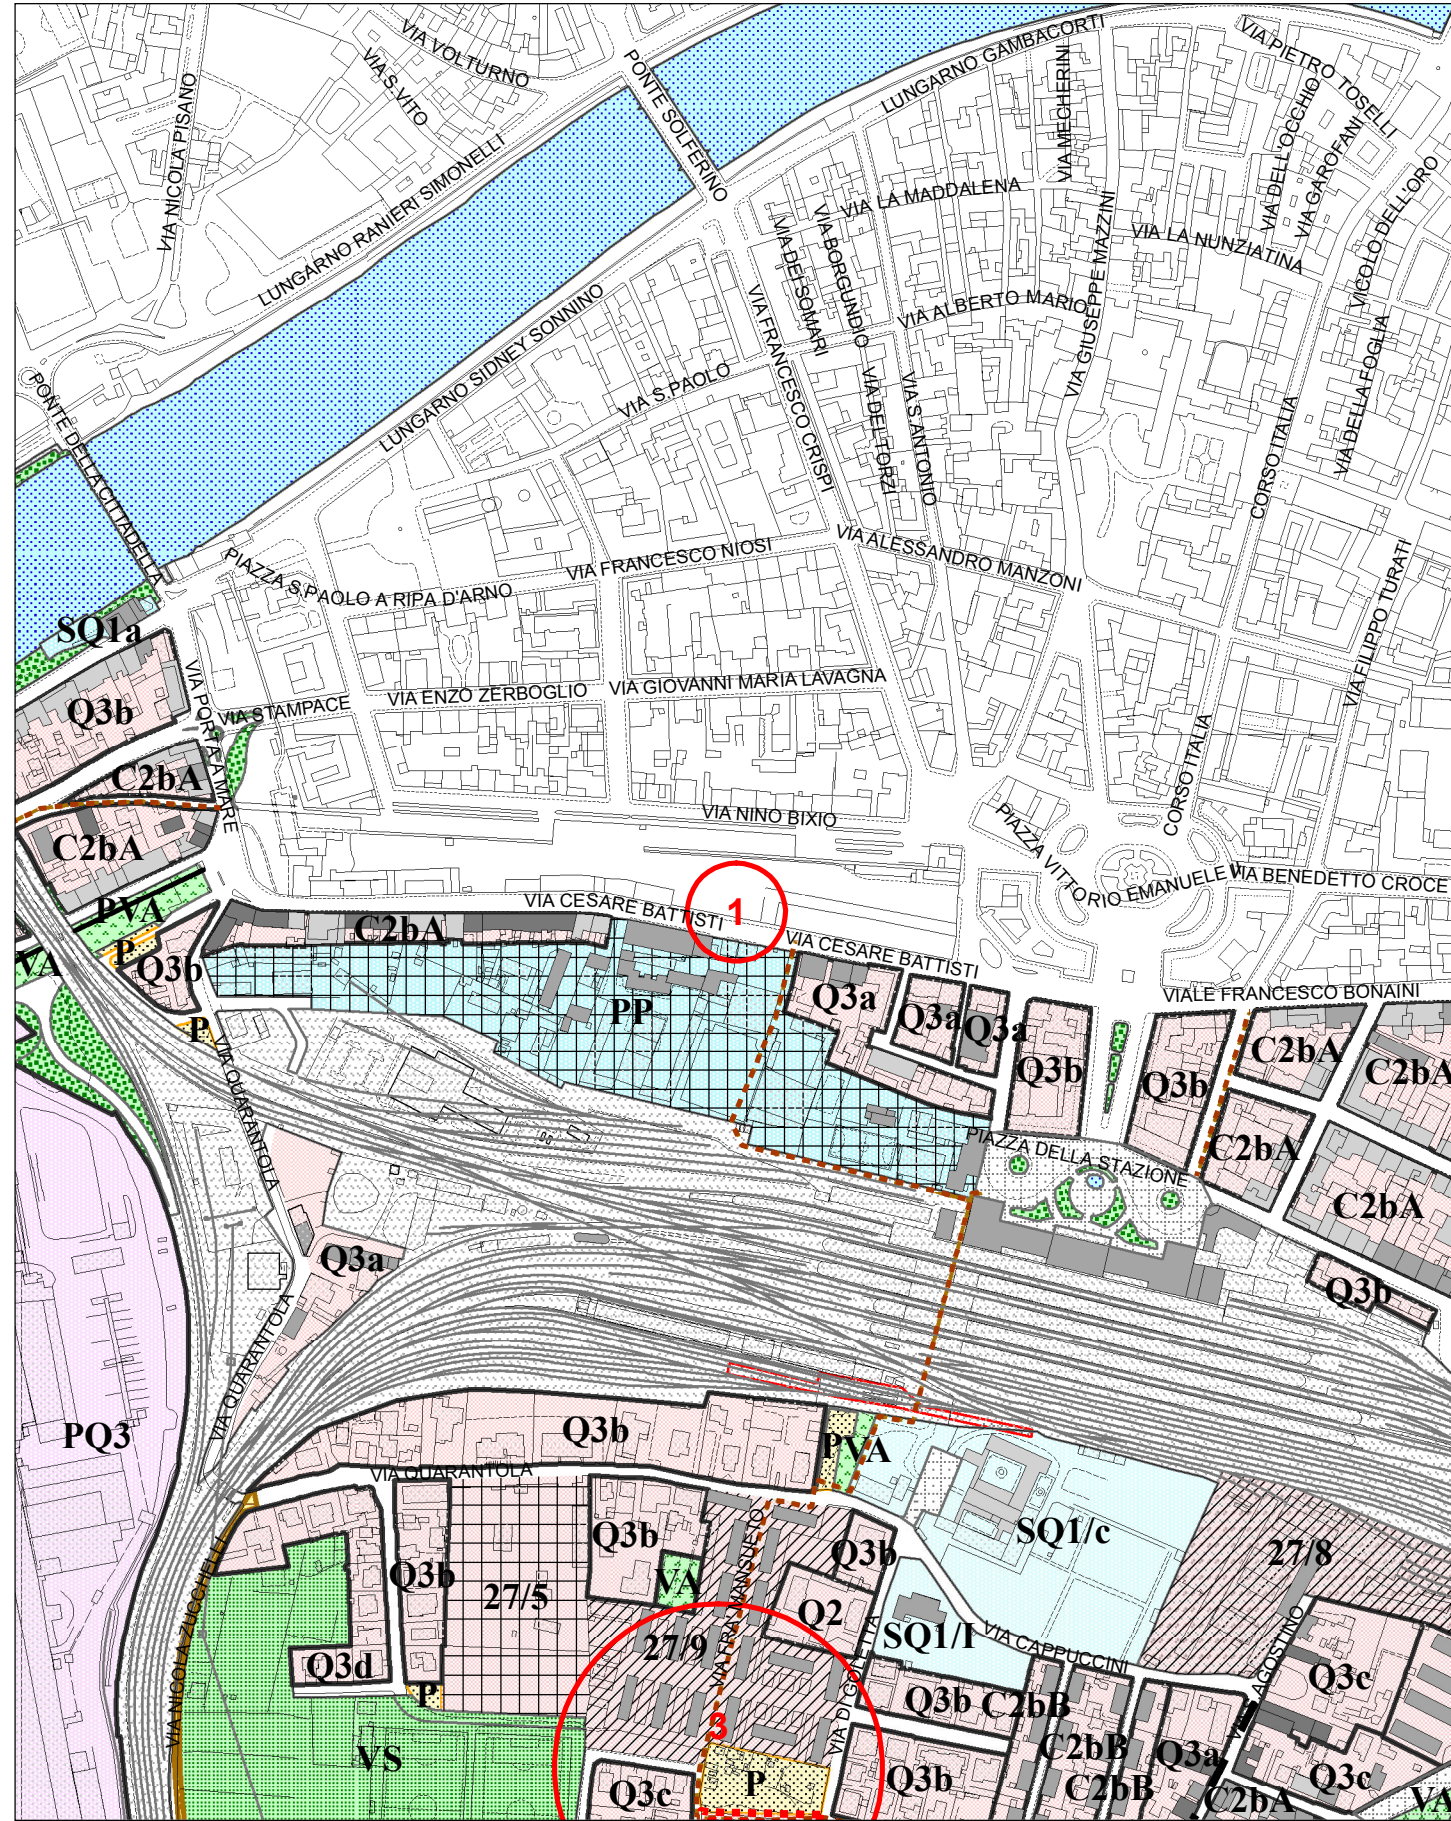 VIA VOLTURNO
VIA S.VITO
PONTE SOLFERINO
LUNGARNO GAMBACORTI
VIA PIETRO TOSELLI
VIA NICOLA PISANO
VIA MECHERINI
VIA DELL'OCCHIO
VIA GAROFANI
LUNGARNO RANIERI SIMONELLI
VIA LA MADDALENA
VICOLO DELL'ORO
VIA LA NUNZIATINA
VIA GIUSEPPE MAZZINI
VIA BORGUNDIO
VIA DEI SOMARI
LUNGARNO SIDNEY SONNINO
VIA ALBERTO MARIO
VIA FRANCESCO CRISPI
VIA S.PAOLO
VIA DELLA FOGLIA
PONTE DELLA CITTADELLA
VIA DEI TORZI
VIA S.ANTONIO
CORSO ITALIA
VIA FRANCESCO NIOSI
VIA ALESSANDRO MANZONI
PIAZZA S.PAOLO A RIPA D'ARNO
VIA FILIPPO TURATI
SQ1a
VIA PORTA A MARE
VIA ENZO ZERBOGLIO
VIA GIOVANNI MARIA LAVAGNA
VIA STAMPACE
Q3b
C2bA
CORSO ITALIA
VIA NINO BIXIO
C2bA
PIAZZA VITTORIO EMANUELE II
VIA BENEDETTO CROCE
PVA
VIA CESARE BATTISTI
1
C2bA
VIA CESARE BATTISTI
P
VA
Q3b
VIALE FRANCESCO BONAINI
PP
Q3a
Q3a
Q3a
P
Q3b
Q3b
C2bA
C2bA
VIA QUARANTOLA
PIAZZA DELLA STAZIONE
C2bA
C2bA
Q3a
Q3b
VIA QUARANTOLA
PQ3
Q3b
PVA
VIA QUARANTOLA
SQ1/c
Q3b
Q3b
27/8
27/5
Q3b
VA
VIA FRA MANSUETO
Q2
VIA NICOLA ZUCCHELLI
27/9
SQ1/I
VIA CAPPUCCINI
VIA DI GOLETTA
VIA AGOSTINO
Q3d
Q3c
P
Q3b
C2bB
3
VS
C2bB
Q3a
P
Q3b
Q3c
Q3c
C2bB
C2bA
VA